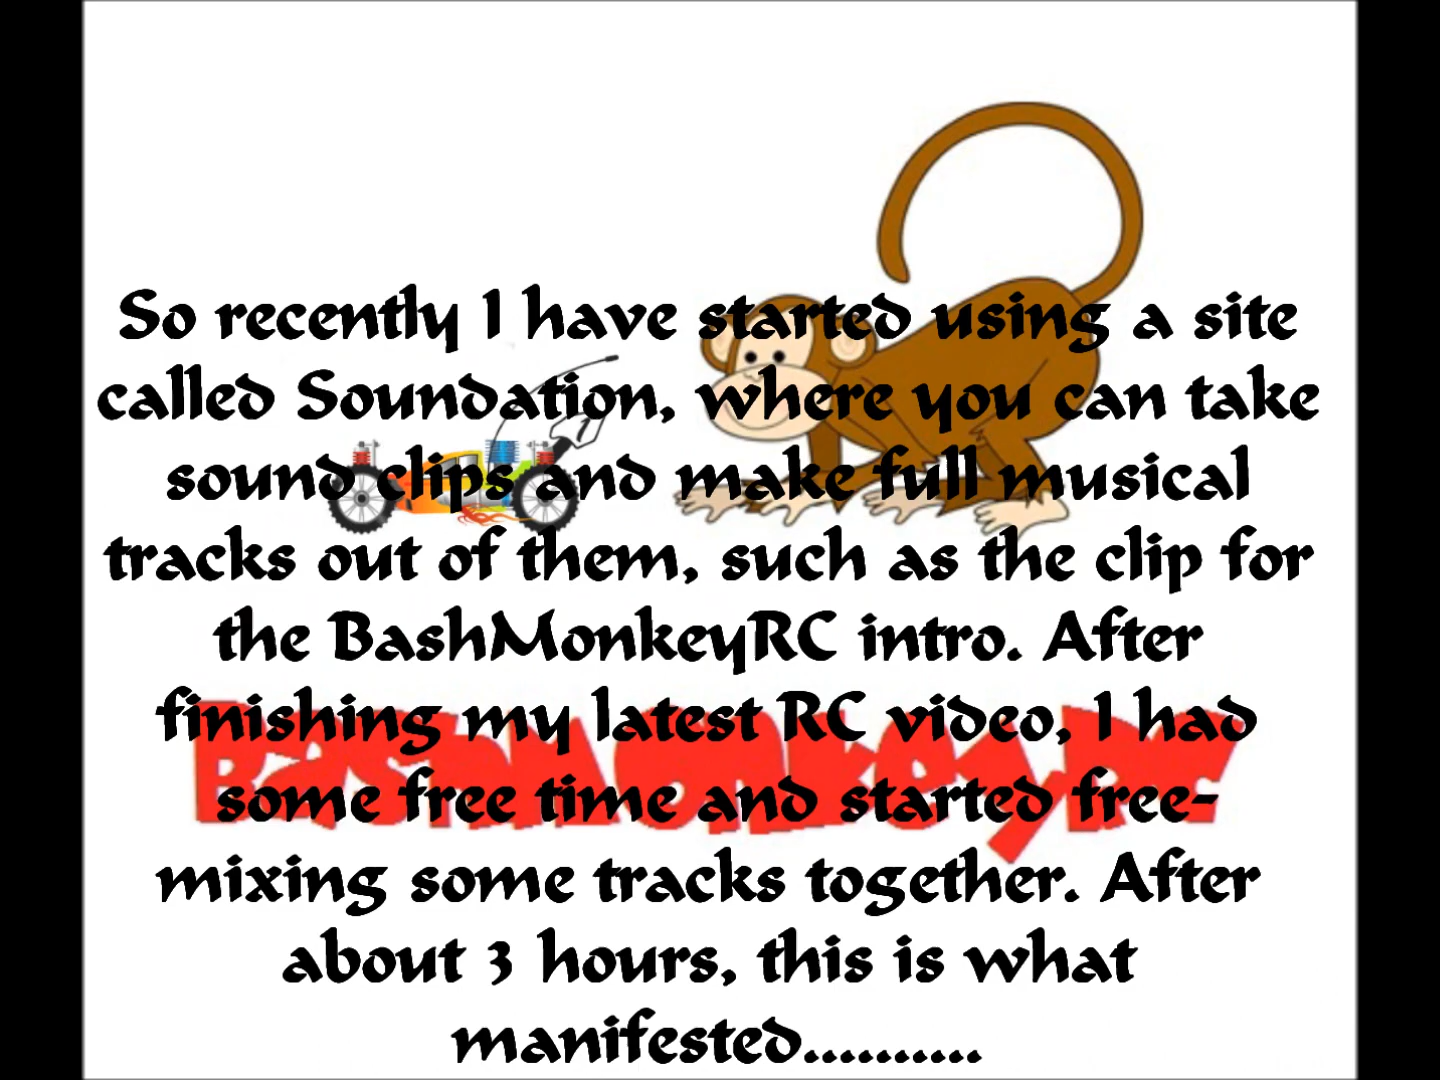 So recently I have started using a site
called Soundation, where you can take
sound clips and make full musical
tracks out of them, such as the clip for
the BashMonkeyRC intro. After
finishing my latest RC video, I had
some free time and started free-
mixing some tracks together. After
about 3 hours, this is what
manifested..........
BashMonkeyRC
1